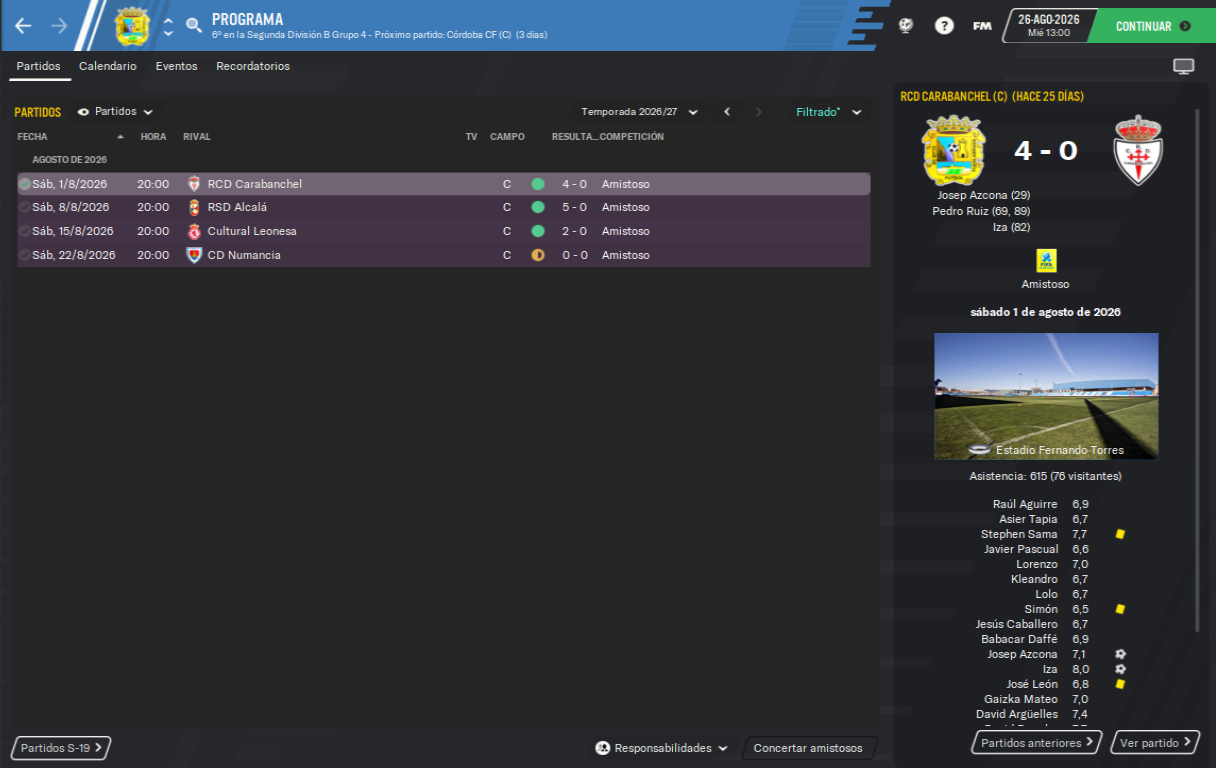 PROGRAMA
6º en la Segunda División B Grupo 4 - Próximo partido: Córdoba CF (C) (3 días)
?
FM
26-AGO-2026
Mié 13:00
CONTINUAR
Partidos Calendario Eventos Recordatorios
PARTIDOS Partidos Temporada 2026/27 Filtrado*
FECHA HORA RIVAL TV CAMPO RESULTA... COMPETICIÓN
AGOSTO DE 2026
Sáb, 1/8/2026 20:00 RCD Carabanchel C 4 - 0 Amistoso
Sáb, 8/8/2026 20:00 RSD Alcalá C 5 - 0 Amistoso
Sáb, 15/8/2026 20:00 Cultural Leonesa C 2 - 0 Amistoso
Sáb, 22/8/2026 20:00 CD Numancia C 0 - 0 Amistoso
RCD CARABANCHEL (C) (HACE 25 DÍAS)
4 - 0
Josep Azcona (29)
Pedro Ruiz (69, 89)
Iza (82)
FIFA
Amistoso
sábado 1 de agosto de 2026
Estadio Fernando Torres
Asistencia: 615 (76 visitantes)
Raúl Aguirre 6,9
Asier Tapia 6,7
Stephen Sama 7,7
Javier Pascual 6,6
Lorenzo 7,0
Kleandro 6,7
Lolo 6,7
Simón 6,5
Jesús Caballero 6,7
Babacar Daffé 6,9
Josep Azcona 7,1
Iza 8,0
José León 6,8
Gaizka Mateo 7,0
David Argüelles 7,4
Partidos S-19
Responsabilidades
Concertar amistosos
Partidos anteriores
Ver partido